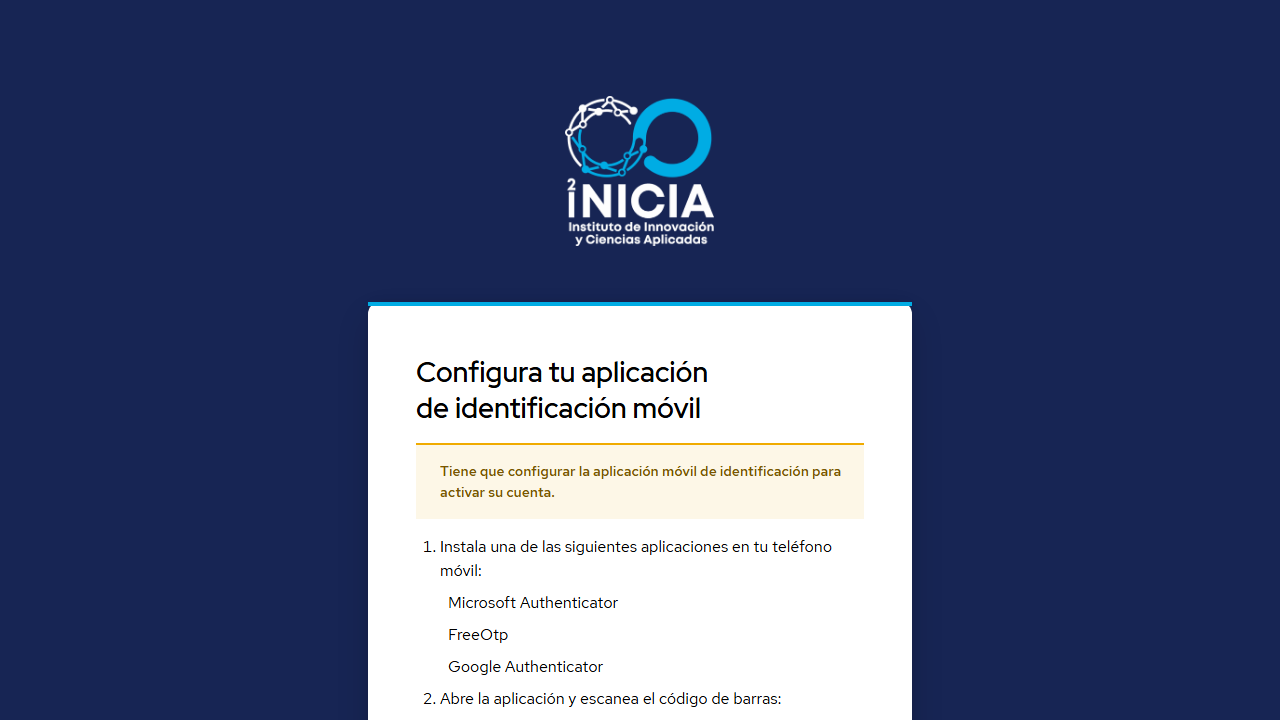 2
iNICIA
Instituto de Innovación
y Ciencias Aplicadas
Configura tu aplicación
de identificación móvil
Tiene que configurar la aplicación móvil de identificación para
activar su cuenta.
1. Instala una de las siguientes aplicaciones en tu teléfono
móvil:
Microsoft Authenticator
FreeOtp
Google Authenticator
2. Abre la aplicación y escanea el código de barras: